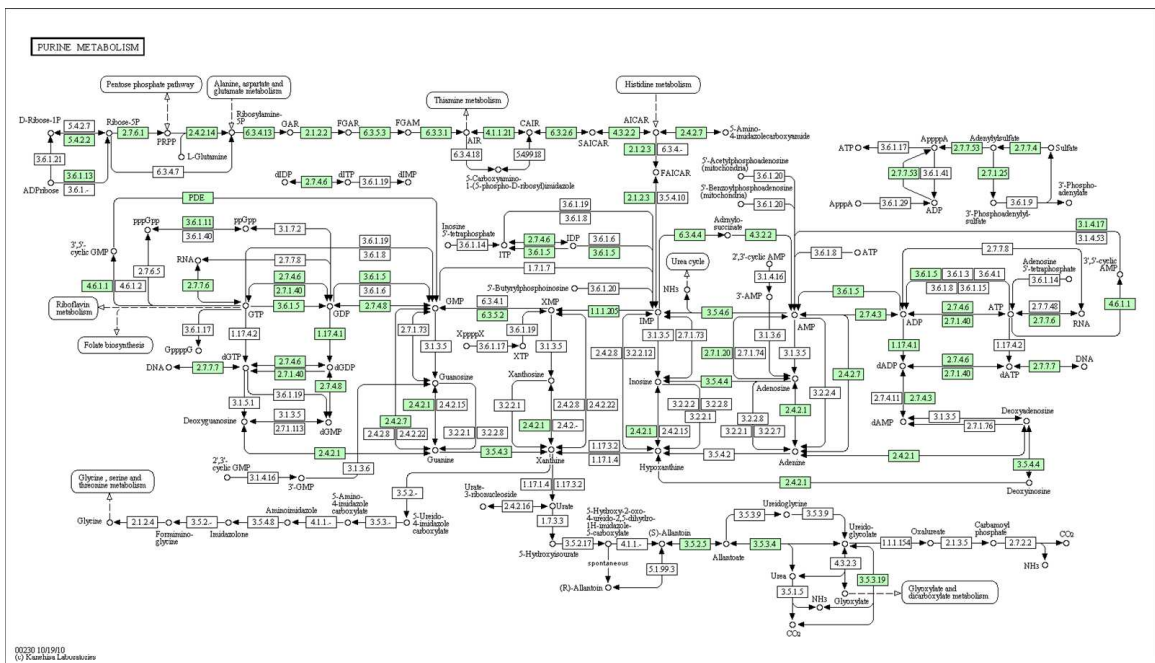 PURINE METABOLISM
Pentose phosphate pathway
Alanine, aspartate and
glutamate metabolism
Thiamine metabolism
Histidine metabolism
D-Ribose-1P
5.4.2.7
5.4.2.2
Ribose-5P
2.7.6.1
PRPP
2.4.2.14
Ribosylamine-
5P
6.3.4.13
GAR
2.1.2.2
FGAR
6.3.5.3
FGAM
6.3.3.1
AIR
4.1.1.21
CAIR
6.3.2.6
SAICAR
4.3.2.2
AICAR
2.4.2.7
5-Amino-
4-imidazolecarboxyamide
3.6.1.21
3.6.1.13
3.6.1.-
ADPribose
L-Glutamine
6.3.4.7
6.3.4.18
5.4.99.18
5-Carboxyamino-
1-(5-phospho-D-ribosyl)imidazole
2.1.2.3
6.3.4.-
FAICAR
2.1.2.3
3.5.4.10
dIDP
2.7.4.6
dITP
3.6.1.19
dIMP
5'-Acetylphosphoadenosine
(mitochondria)
3.6.1.20
5'-Benzoylphosphoadenosine
(mitochondria)
3.6.1.20
ATP
3.6.1.17
AppppA
2.7.7.53
Adenylylsulfate
2.7.7.4
Sulfate
2.7.7.53
3.6.1.41
2.7.1.25
ApppA
3.6.1.29
ADP
3.6.1.9
3'-Phospho-
adenylate
3'-Phosphoadenylyl-
sulfate
PDE
pppGpp
3.6.1.11
3.6.1.40
ppGpp
3.1.7.2
3',5'-
cyclic GMP
RNA
2.7.7.8
3.6.1.19
3.6.1.8
2.7.6.5
2.7.7.6
2.7.4.6
2.7.1.40
3.6.1.5
3.6.1.6
4.6.1.1
4.6.1.2
3.6.1.5
2.7.4.8
GTP
GDP
GMP
Riboflavin
metabolism
Folate biosynthesis
3.6.1.17
GppppG
1.17.4.2
1.17.4.1
Inosine
5'-tetraphosphate
3.6.1.14
ITP
3.6.1.19
3.6.1.8
2.7.4.6
3.6.1.5
IDP
3.6.1.6
3.6.1.5
1.7.1.7
5'-Butyrylphosphoinosine
3.6.1.20
6.3.4.4
4.3.2.2
Urea cycle
NH3
2',3'-cyclic AMP
3.1.4.16
3'-AMP
3.1.3.6
3.6.1.8
ATP
3.1.4.17
3.1.4.53
3',5'-cyclic
AMP
2.7.7.8
3.6.1.5
3.6.1.3
3.6.4.1
3.6.1.8
3.6.1.15
Adenosine
5'-tetraphosphate
3.6.1.14
3.6.1.5
2.7.4.3
ADP
2.7.4.6
2.7.1.40
ATP
2.7.7.48
2.7.7.6
RNA
4.6.1.1
6.3.4.1
6.3.5.2
XMP
1.1.1.205
IMP
3.5.4.6
AMP
2.7.1.73
3.1.3.5
XppppX
3.6.1.17
3.6.1.19
XTP
3.1.3.5
2.4.2.8
3.2.2.12
3.1.3.5
2.7.1.73
2.7.1.20
2.7.1.74
3.1.3.5
2.4.2.7
1.17.4.1
1.17.4.2
DNA
2.7.7.7
dGTP
2.7.4.6
2.7.1.40
dGDP
2.7.4.8
3.1.5.1
3.6.1.19
3.1.3.5
2.7.1.113
dGMP
Deoxyguanosine
2.4.2.1
Guanosine
2.4.2.1
2.4.2.15
2.4.2.7
2.4.2.8
2.4.2.22
3.2.2.1
3.2.2.8
Guanine
3.5.4.3
Xanthosine
3.2.2.1
2.4.2.8
2.4.2.22
2.4.2.1
2.4.2.-
Xanthine
1.17.3.2
1.17.1.4
Inosine
3.5.4.4
Adenosine
3.2.2.2
3.2.2.8
3.2.2.1
2.4.2.1
2.4.2.15
3.2.2.8
3.2.2.1
3.2.2.7
2.4.2.1
3.2.2.4
Hypoxanthine
3.5.4.2
Adenine
2.4.2.1
2.4.2.1
dADP
2.7.4.6
2.7.1.40
dATP
2.7.7.7
DNA
2.7.4.11
2.7.4.3
dAMP
3.1.3.5
2.7.1.76
Deoxyadenosine
3.5.4.4
Deoxyinosine
2',3'-
cyclic GMP
3.1.4.16
3'-GMP
3.1.3.6
Glycine , serine and
threonine metabolism
Glycine
2.1.2.4
Formimino-
glycine
3.5.2.-
Imidazolone
3.5.4.8
Aminoimidazole
4.1.1.-
5-Amino-
4-imidazole
carboxylate
3.5.3.-
5-Ureido-
4-imidazole
carboxylate
3.5.2.-
Urate-
3-ribonucleoside
2.4.2.16
1.17.1.4
1.17.3.2
Urate
1.7.3.3
5-Hydroxyisourate
3.5.2.17
5-Hydroxy-2-oxo-
4-ureido-2,5-dihydro-
1H-imidazole-
5-carboxylate
4.1.1.-
(S)-Allantoin
spontaneous
5.1.99.3
(R)-Allantoin
3.5.2.5
Allantoate
3.5.3.9
Ureidoglycine
3.5.3.9
3.5.3.4
Ureido-
glycolate
1.1.1.154
Oxalureate
2.1.3.5
Carbamoyl
phosphate
2.7.2.2
CO2
NH3
Urea
3.5.1.5
4.3.2.3
3.5.3.19
Glyoxylate
NH3
CO2
Glyoxylate and
dicarboxylate metabolism
00230 10/19/10
(c) Kanehisa Laboratories